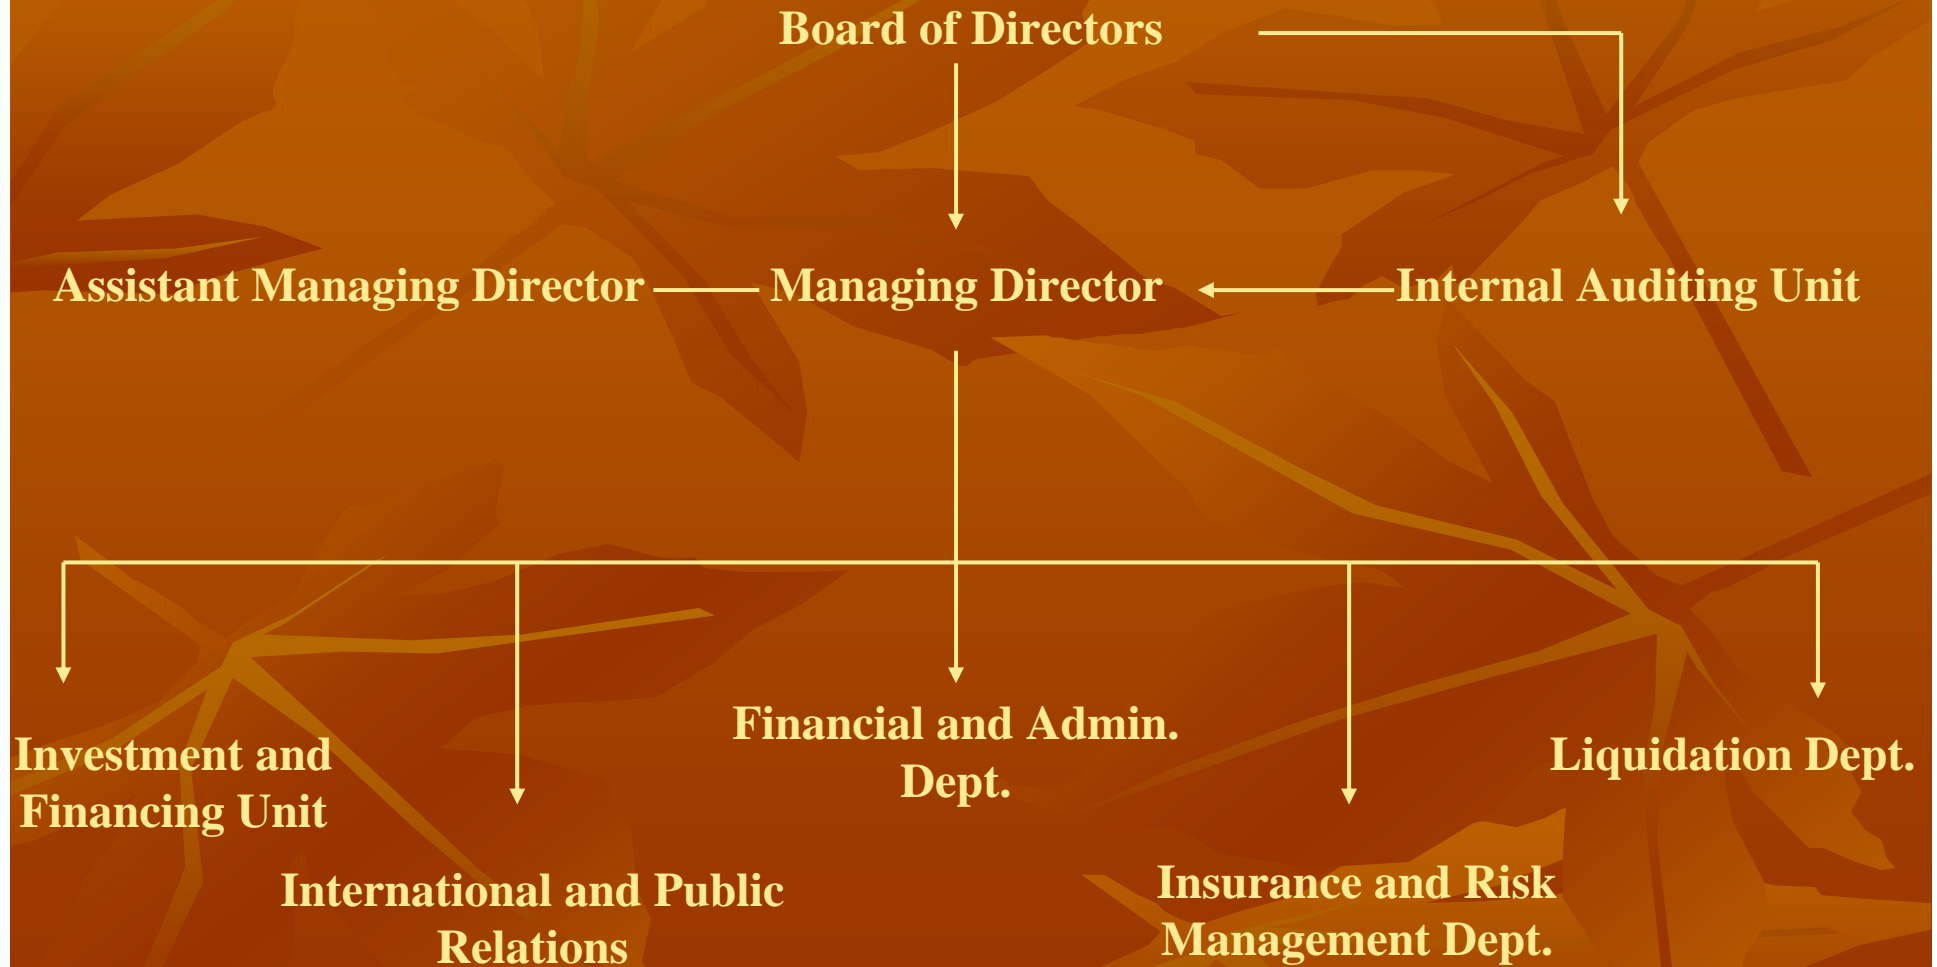 Board of Directors
Assistant Managing Director
Managing Director
Internal Auditing Unit
Investment and
Financing Unit
International and Public
Relations
Financial and Admin.
Dept.
Insurance and Risk
Management Dept.
Liquidation Dept.